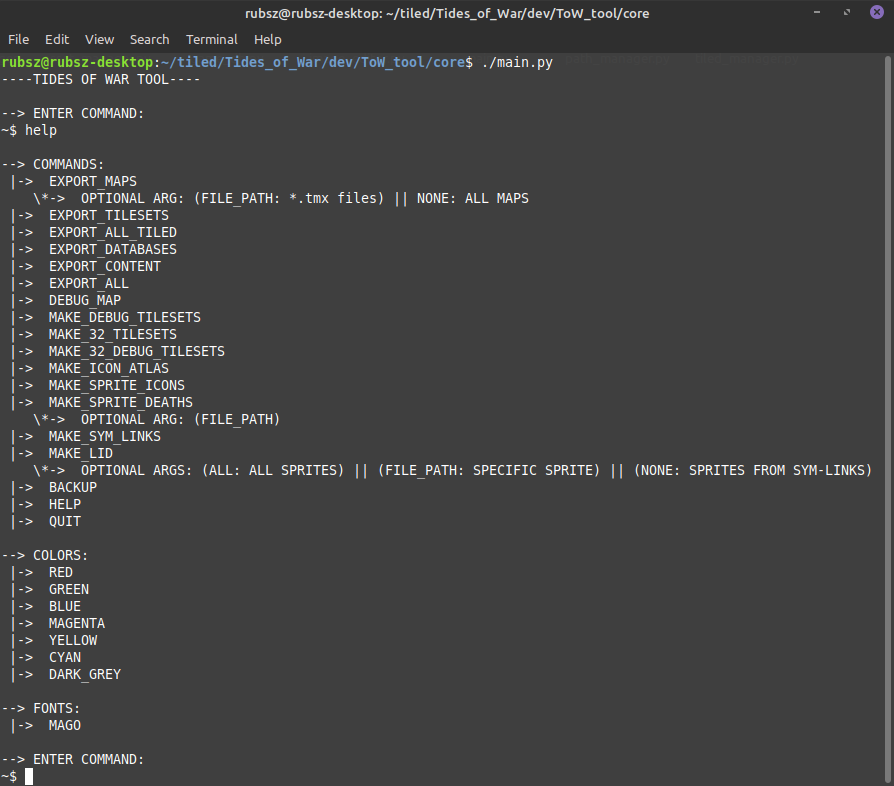 rubsz@rubsz-desktop: ~/tiled/Tides_of_War/dev/ToW_tool/core
File Edit View Search Terminal Help
rubsz@rubsz-desktop:~/tiled/Tides_of_War/dev/ToW_tool/core$ ./main.py
----TIDES OF WAR TOOL----
--> ENTER COMMAND:
~$ help
--> COMMANDS:
|-> EXPORT_MAPS
\*-> OPTIONAL ARG: (FILE_PATH: *.tmx files) || NONE: ALL MAPS
|-> EXPORT_TILESETS
|-> EXPORT_ALL_TILED
|-> EXPORT_DATABASES
|-> EXPORT_CONTENT
|-> EXPORT_ALL
|-> DEBUG_MAP
|-> MAKE_DEBUG_TILESETS
|-> MAKE_32_TILESETS
|-> MAKE_32_DEBUG_TILESETS
|-> MAKE_ICON_ATLAS
|-> MAKE_SPRITE_ICONS
|-> MAKE_SPRITE_DEATHS
\*-> OPTIONAL ARG: (FILE_PATH)
|-> MAKE_SYM_LINKS
|-> MAKE_LID
\*-> OPTIONAL ARGS: (ALL: ALL SPRITES) || (FILE_PATH: SPECIFIC SPRITE) || (NONE: SPRITES FROM SYM-LINKS)
|-> BACKUP
|-> HELP
|-> QUIT
--> COLORS:
|-> RED
|-> GREEN
|-> BLUE
|-> MAGENTA
|-> YELLOW
|-> CYAN
|-> DARK_GREY
--> FONTS:
|-> MAGO
--> ENTER COMMAND:
~$